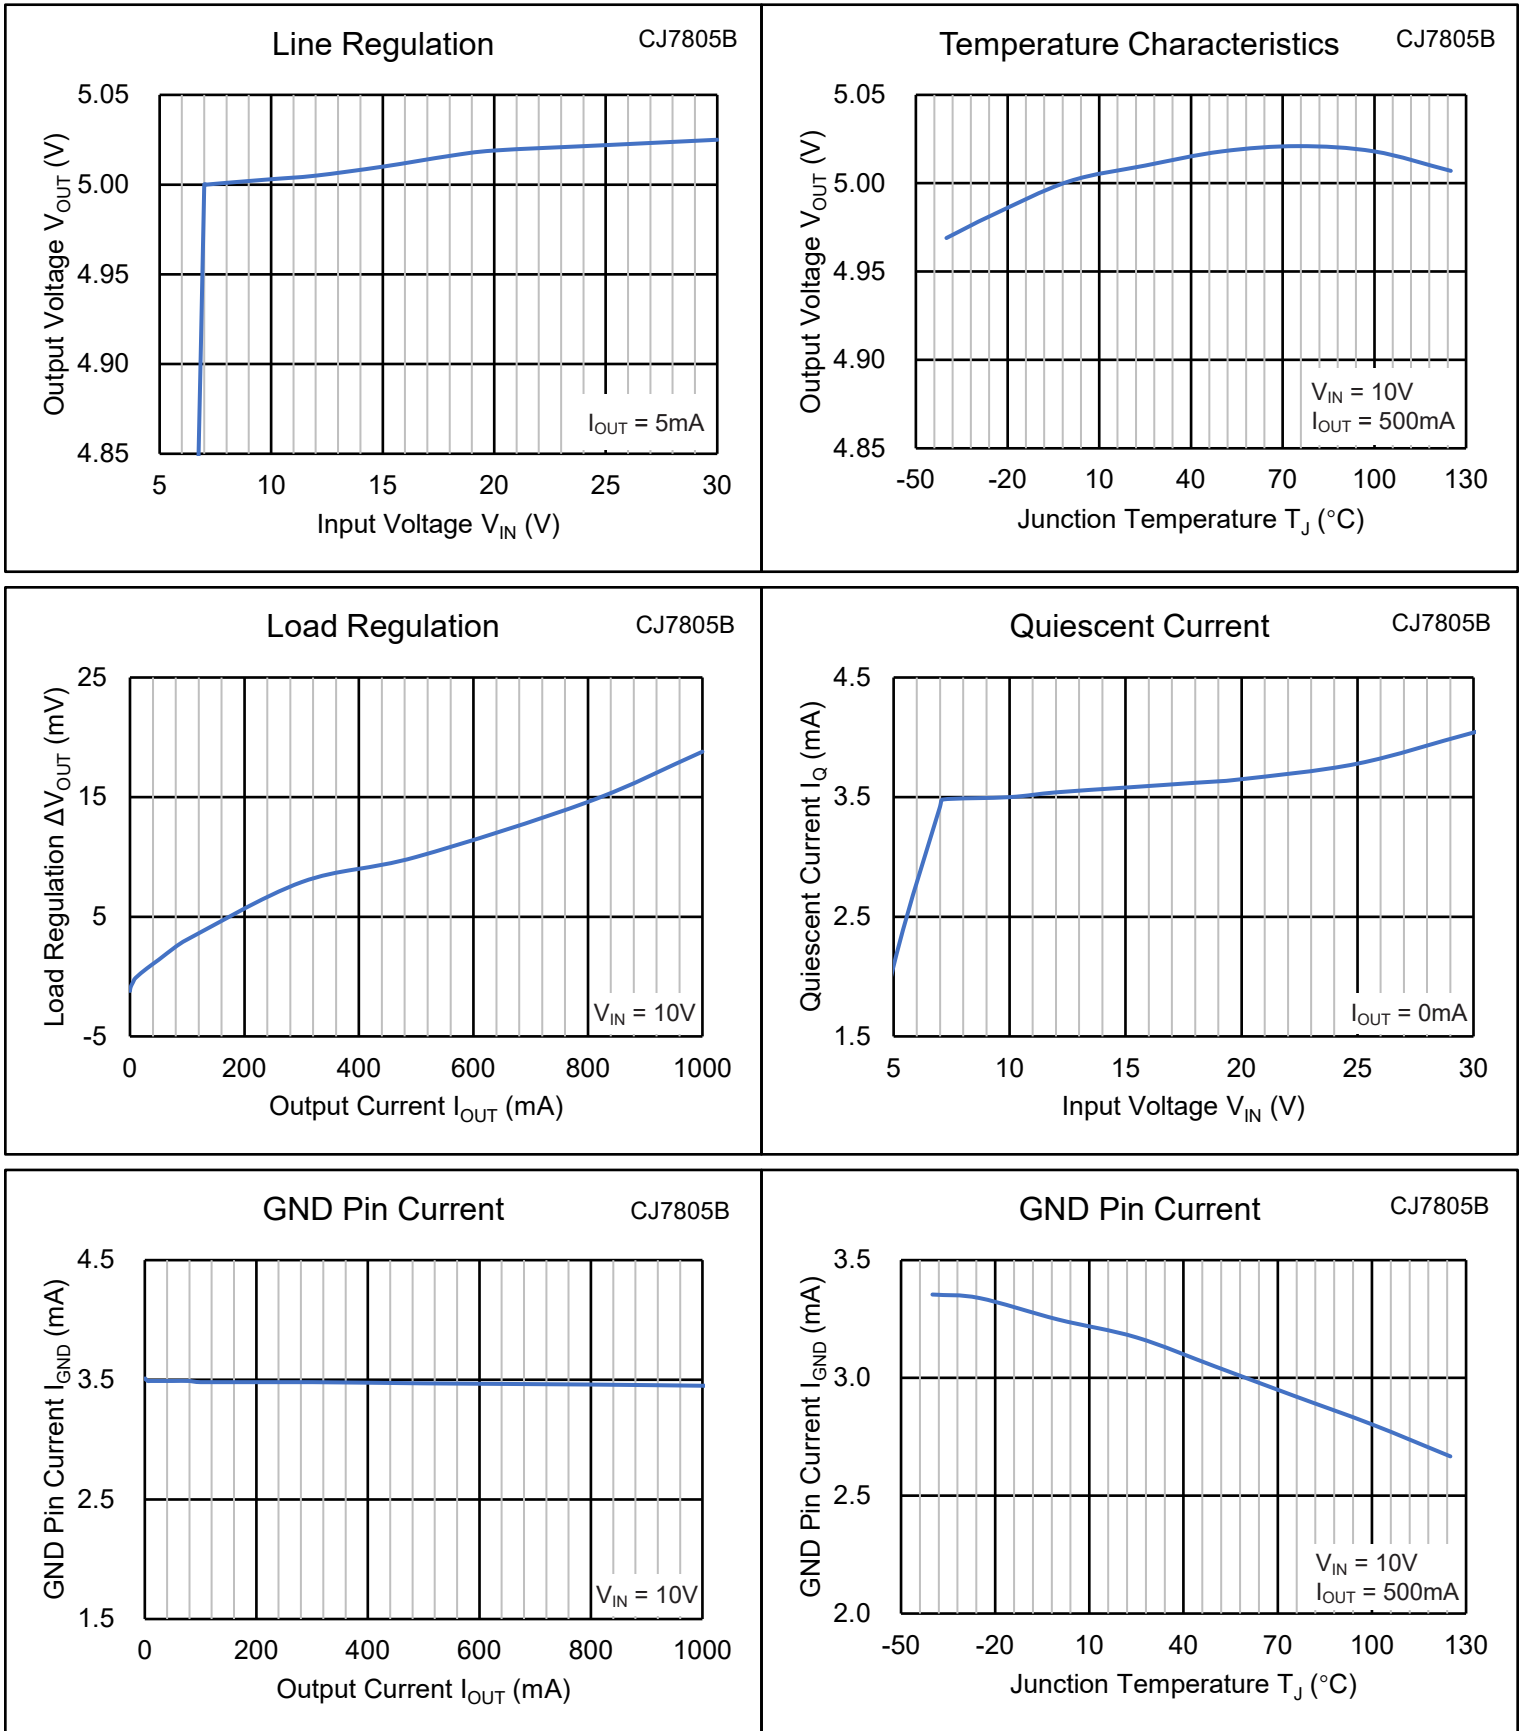 Line Regulation
CJ7805B
5.05
5.00
4.95
4.90
4.85
Output Voltage VOUT (V)
IOUT = 5mA
5 10 15 20 25 30
Input Voltage VIN (V)
Temperature Characteristics
CJ7805B
5.05
5.00
4.95
4.90
4.85
Output Voltage VOUT (V)
VIN = 10V
IOUT = 500mA
-50 -20 10 40 70 100 130
Junction Temperature TJ (°C)
Load Regulation
CJ7805B
25
15
5
-5
Load Regulation ΔVOUT (mV)
VIN = 10V
0 200 400 600 800 1000
Output Current IOUT (mA)
Quiescent Current
CJ7805B
4.5
3.5
2.5
1.5
Quiescent Current IQ (mA)
IOUT = 0mA
5 10 15 20 25 30
Input Voltage VIN (V)
GND Pin Current
CJ7805B
4.5
3.5
2.5
1.5
GND Pin Current IGND (mA)
VIN = 10V
0 200 400 600 800 1000
Output Current IOUT (mA)
GND Pin Current
CJ7805B
3.5
3.0
2.5
2.0
GND Pin Current IGND (mA)
VIN = 10V
IOUT = 500mA
-50 -20 10 40 70 100 130
Junction Temperature TJ (°C)